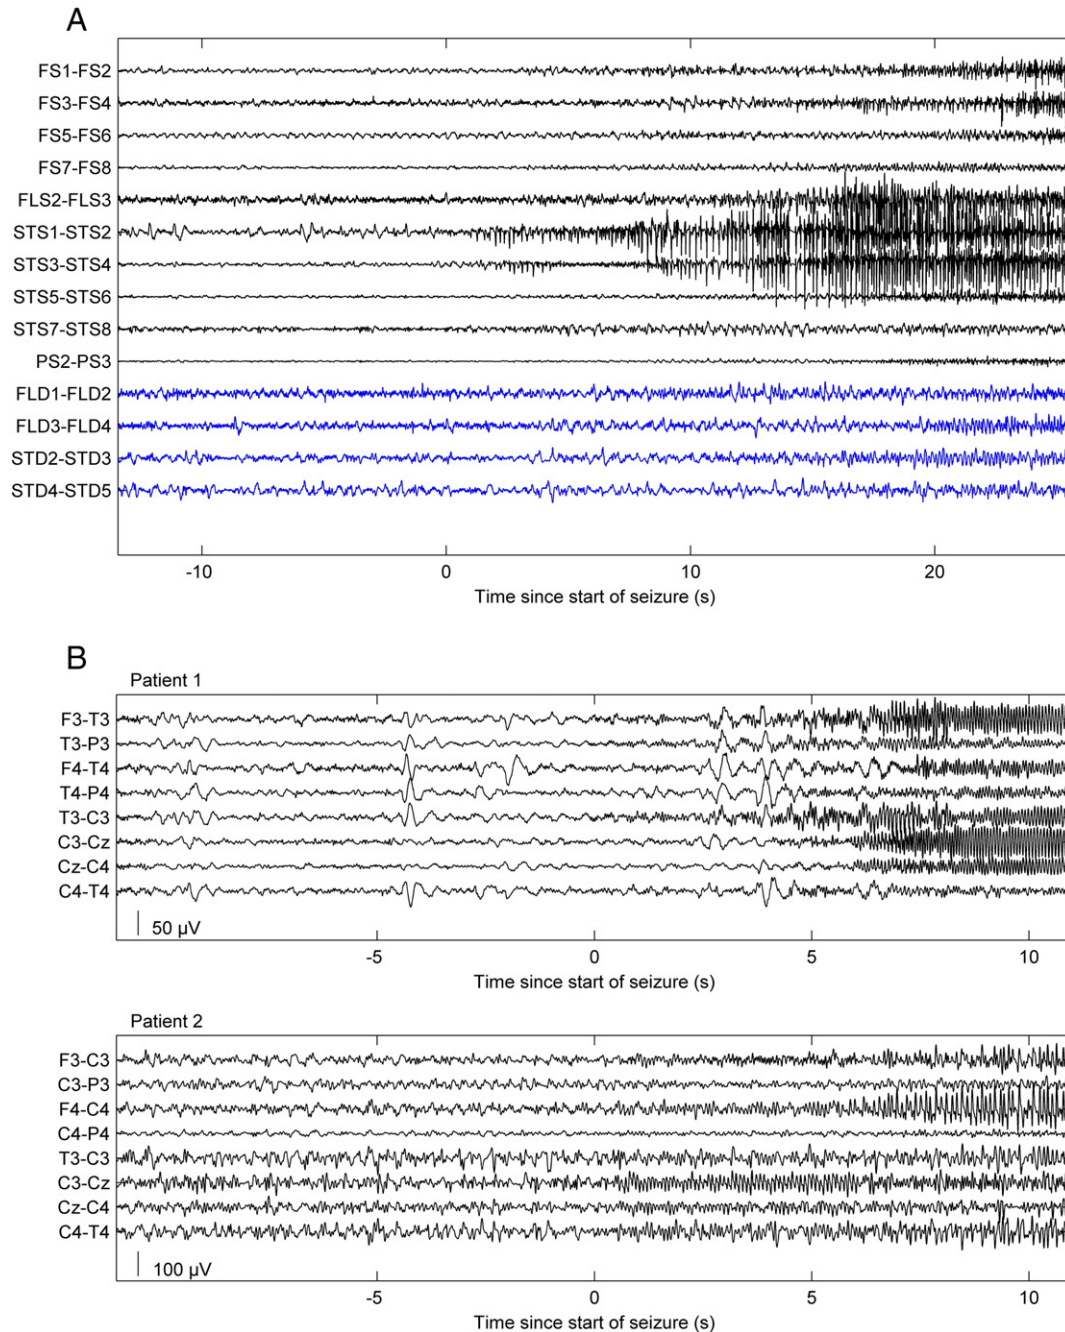 A
FS1-FS2
FS3-FS4
FS5-FS6
FS7-FS8
FLS2-FLS3
STS1-STS2
STS3-STS4
STS5-STS6
STS7-STS8
PS2-PS3
FLD1-FLD2
FLD3-FLD4
STD2-STD3
STD4-STD5
-10 0 10 20
Time since start of seizure (s)
B
Patient 1
F3-T3
T3-P3
F4-T4
T4-P4
T3-C3
C3-Cz
Cz-C4
C4-T4
50 µV
-5 0 5 10
Time since start of seizure (s)
Patient 2
F3-C3
C3-P3
F4-C4
C4-P4
T3-C3
C3-Cz
Cz-C4
C4-T4
100 µV
-5 0 5 10
Time since start of seizure (s)